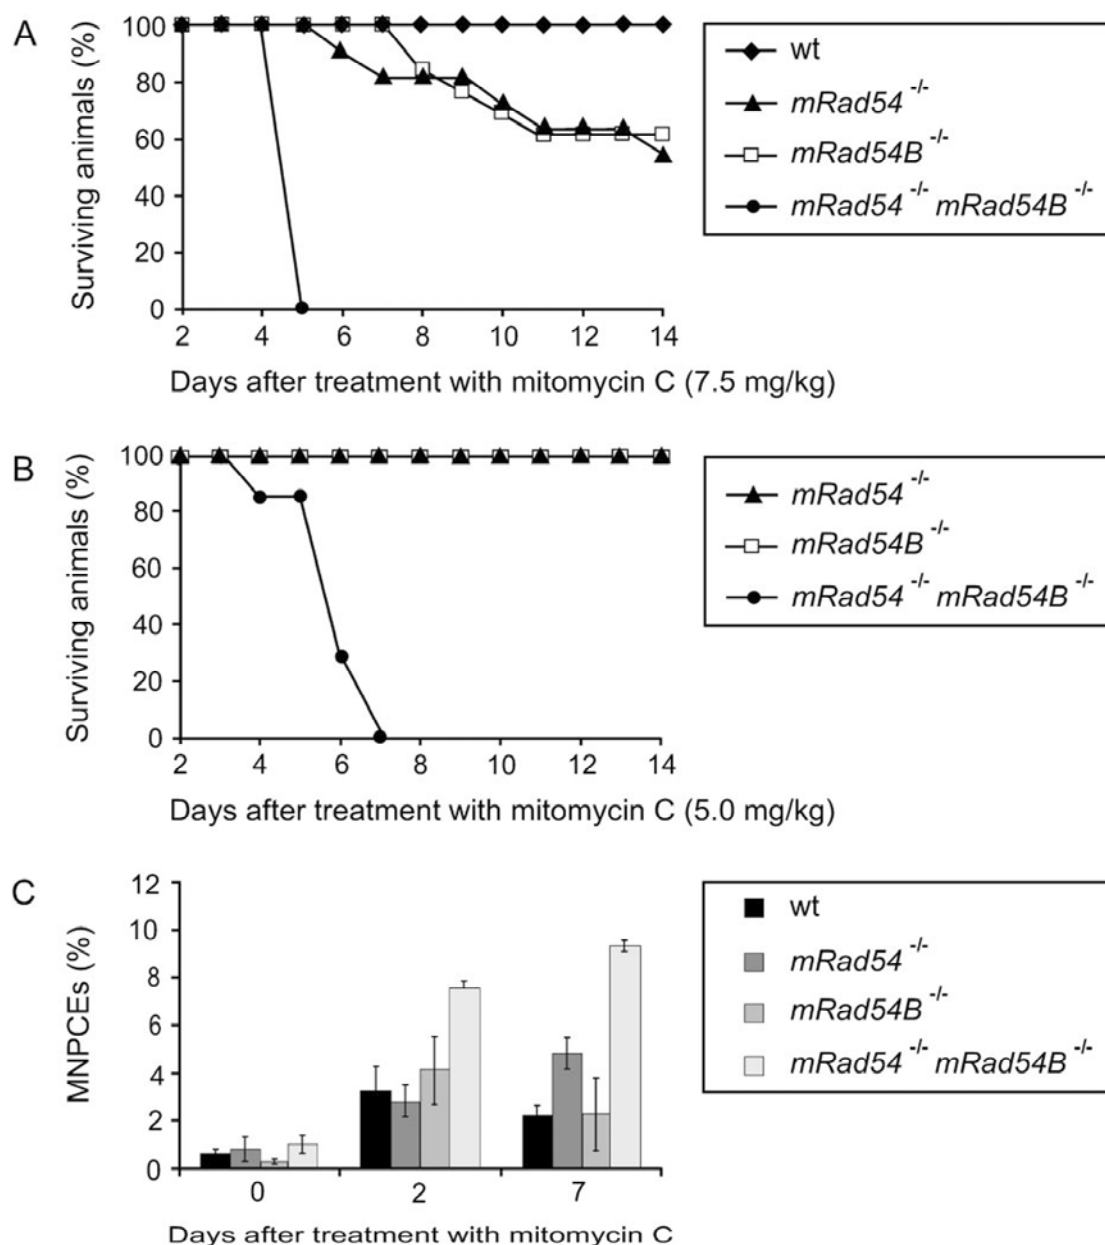 A
Surviving animals (%)
100
80
60
40
20
0
2 4 6 8 10 12 14
Days after treatment with mitomycin C (7.5 mg/kg)
wt
mRad54 -/-
mRad54B -/-
mRad54 -/- mRad54B -/-
B
Surviving animals (%)
100
80
60
40
20
0
2 4 6 8 10 12 14
Days after treatment with mitomycin C (5.0 mg/kg)
mRad54 -/-
mRad54B -/-
mRad54 -/- mRad54B -/-
C
MNPCEs (%)
12
10
8
6
4
2
0
0 2 7
Days after treatment with mitomycin C
wt
mRad54 -/-
mRad54B -/-
mRad54 -/- mRad54B -/-